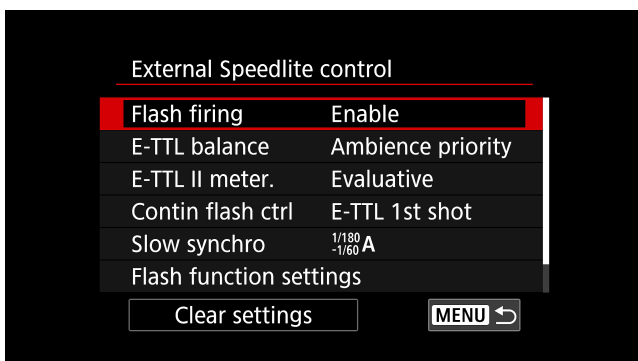 External Speedlite control
Flash firing Enable
E-TTL balance Ambience priority
E-TTL II meter. Evaluative
Contin flash ctrl E-TTL 1st shot
Slow synchro 1/180-1/60 A
Flash function settings
Clear settings MENU